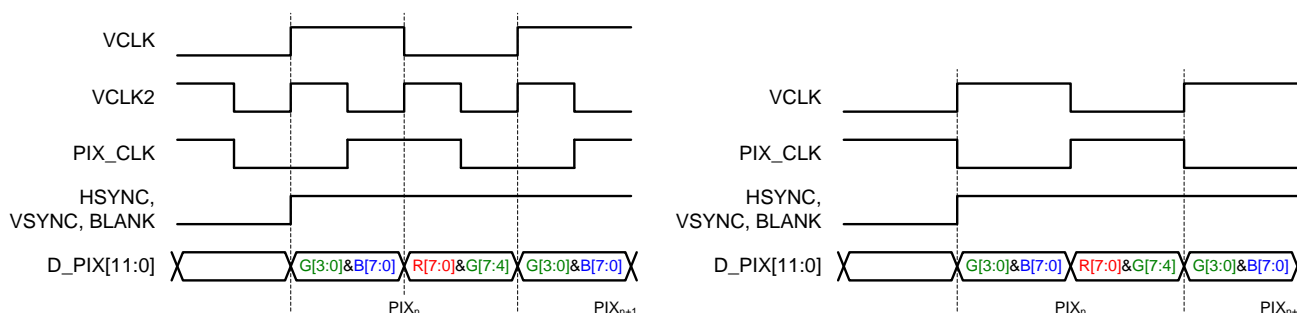 VCLK
VCLK2
PIX_CLK
HSYNC,
VSYNC, BLANK
D_PIX[11:0] G[3:0]&B[7:0] R[7:0]&G[7:4] G[3:0]&B[7:0]
PIXn PIXn+1
VCLK
PIX_CLK
HSYNC,
VSYNC, BLANK
D_PIX[11:0] G[3:0]&B[7:0] R[7:0]&G[7:4] G[3:0]&B[7:0]
PIXn PIXn+